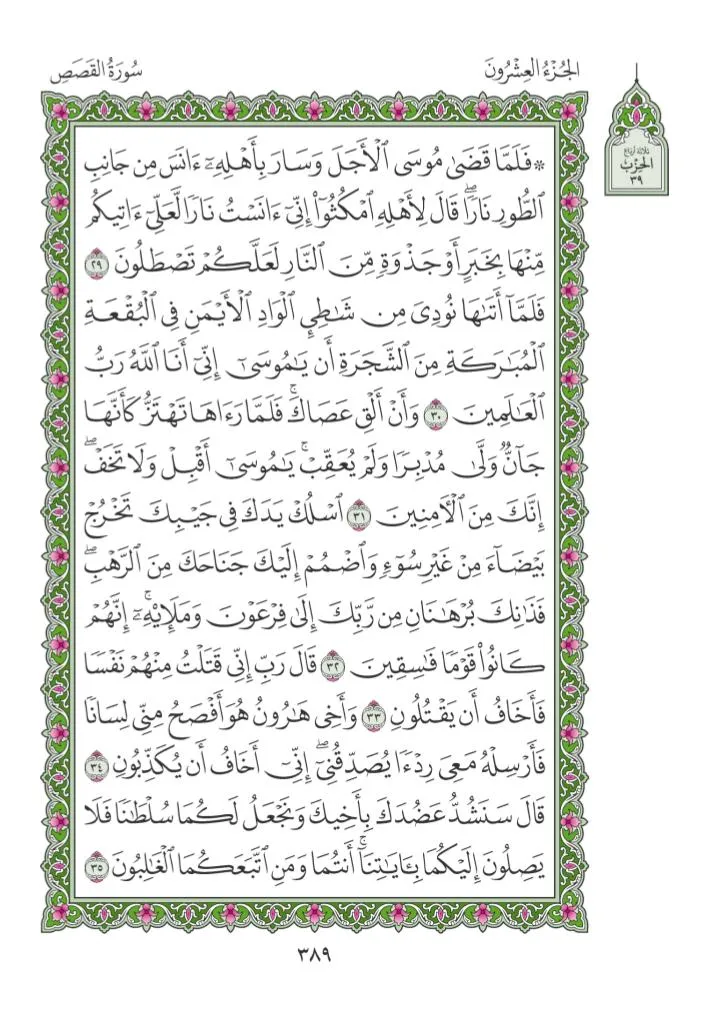 الجُزْءُ العِشْرُونَ
سُورَةُ القَصَصِ
ثلاثة أرباع
الحِزْب
٣٩
۞ فَلَمَّا قَضَىٰ مُوسَى ٱلْأَجَلَ وَسَارَ بِأَهْلِهِۦٓ ءَانَسَ مِن جَانِبِ
ٱلطُّورِ نَارࣰاۖ قَالَ لِأَهْلِهِ ٱمْكُثُوٓاْ إِنِّيٓ ءَانَسْتُ نَارࣰا لَّعَلِّيٓ ءَاتِيكُم
مِّنْهَا بِخَبَرٍ أَوْ جَذْوَةࣲ مِّنَ ٱلنَّارِ لَعَلَّكُمْ تَصْطَلُونَ ٢٩
فَلَمَّآ أَتَىٰهَا نُودِيَ مِن شَٰطِيِٕ ٱلْوَادِ ٱلْأَيْمَنِ فِي ٱلْبُقْعَةِ
ٱلْمُبَٰرَكَةِ مِنَ ٱلشَّجَرَةِ أَن يَٰمُوسَىٰٓ إِنِّيٓ أَنَا ٱللَّهُ رَبُّ
ٱلْعَٰلَمِينَ ٣٠ وَأَنْ أَلْقِ عَصَاكَۚ فَلَمَّا رَءَاهَا تَهْتَزُّ كَأَنَّهَا
جَآنࣱّ وَلَّىٰ مُدْبِرࣰا وَلَمْ يُعَقِّبْۚ يَٰمُوسَىٰٓ أَقْبِلْ وَلَا تَخَفْۖ
إِنَّكَ مِنَ ٱلْأٓمِنِينَ ٣١ ٱسْلُكْ يَدَكَ فِي جَيْبِكَ تَخْرُجْ
بَيْضَآءَ مِنْ غَيْرِ سُوٓءࣲ وَٱضْمُمْ إِلَيْكَ جَنَاحَكَ مِنَ ٱلرَّهْبِۖ
فَذَٰنِكَ بُرْهَٰنَانِ مِن رَّبِّكَ إِلَىٰ فِرْعَوْنَ وَمَلَإِيْهِۦٓۚ إِنَّهُمْ
كَانُواْ قَوْمࣰا فَٰسِقِينَ ٣٢ قَالَ رَبِّ إِنِّي قَتَلْتُ مِنْهُمْ نَفْسࣰا
فَأَخَافُ أَن يَقْتُلُونِ ٣٣ وَأَخِي هَٰرُونُ هُوَ أَفْصَحُ مِنِّي لِسَانࣰا
فَأَرْسِلْهُ مَعِيَ رِدْءࣰا يُصَدِّقُنِيٓۖ إِنِّيٓ أَخَافُ أَن يُكَذِّبُونِ ٣٤
قَالَ سَنَشُدُّ عَضُدَكَ بِأَخِيكَ وَنَجْعَلُ لَكُمَا سُلْطَٰنࣰا فَلَا
يَصِلُونَ إِلَيْكُمَا بِـَٔايَٰتِنَآۚ أَنتُمَا وَمَنِ ٱتَّبَعَكُمَا ٱلْغَٰلِبُونَ ٣٥
٣٨٩